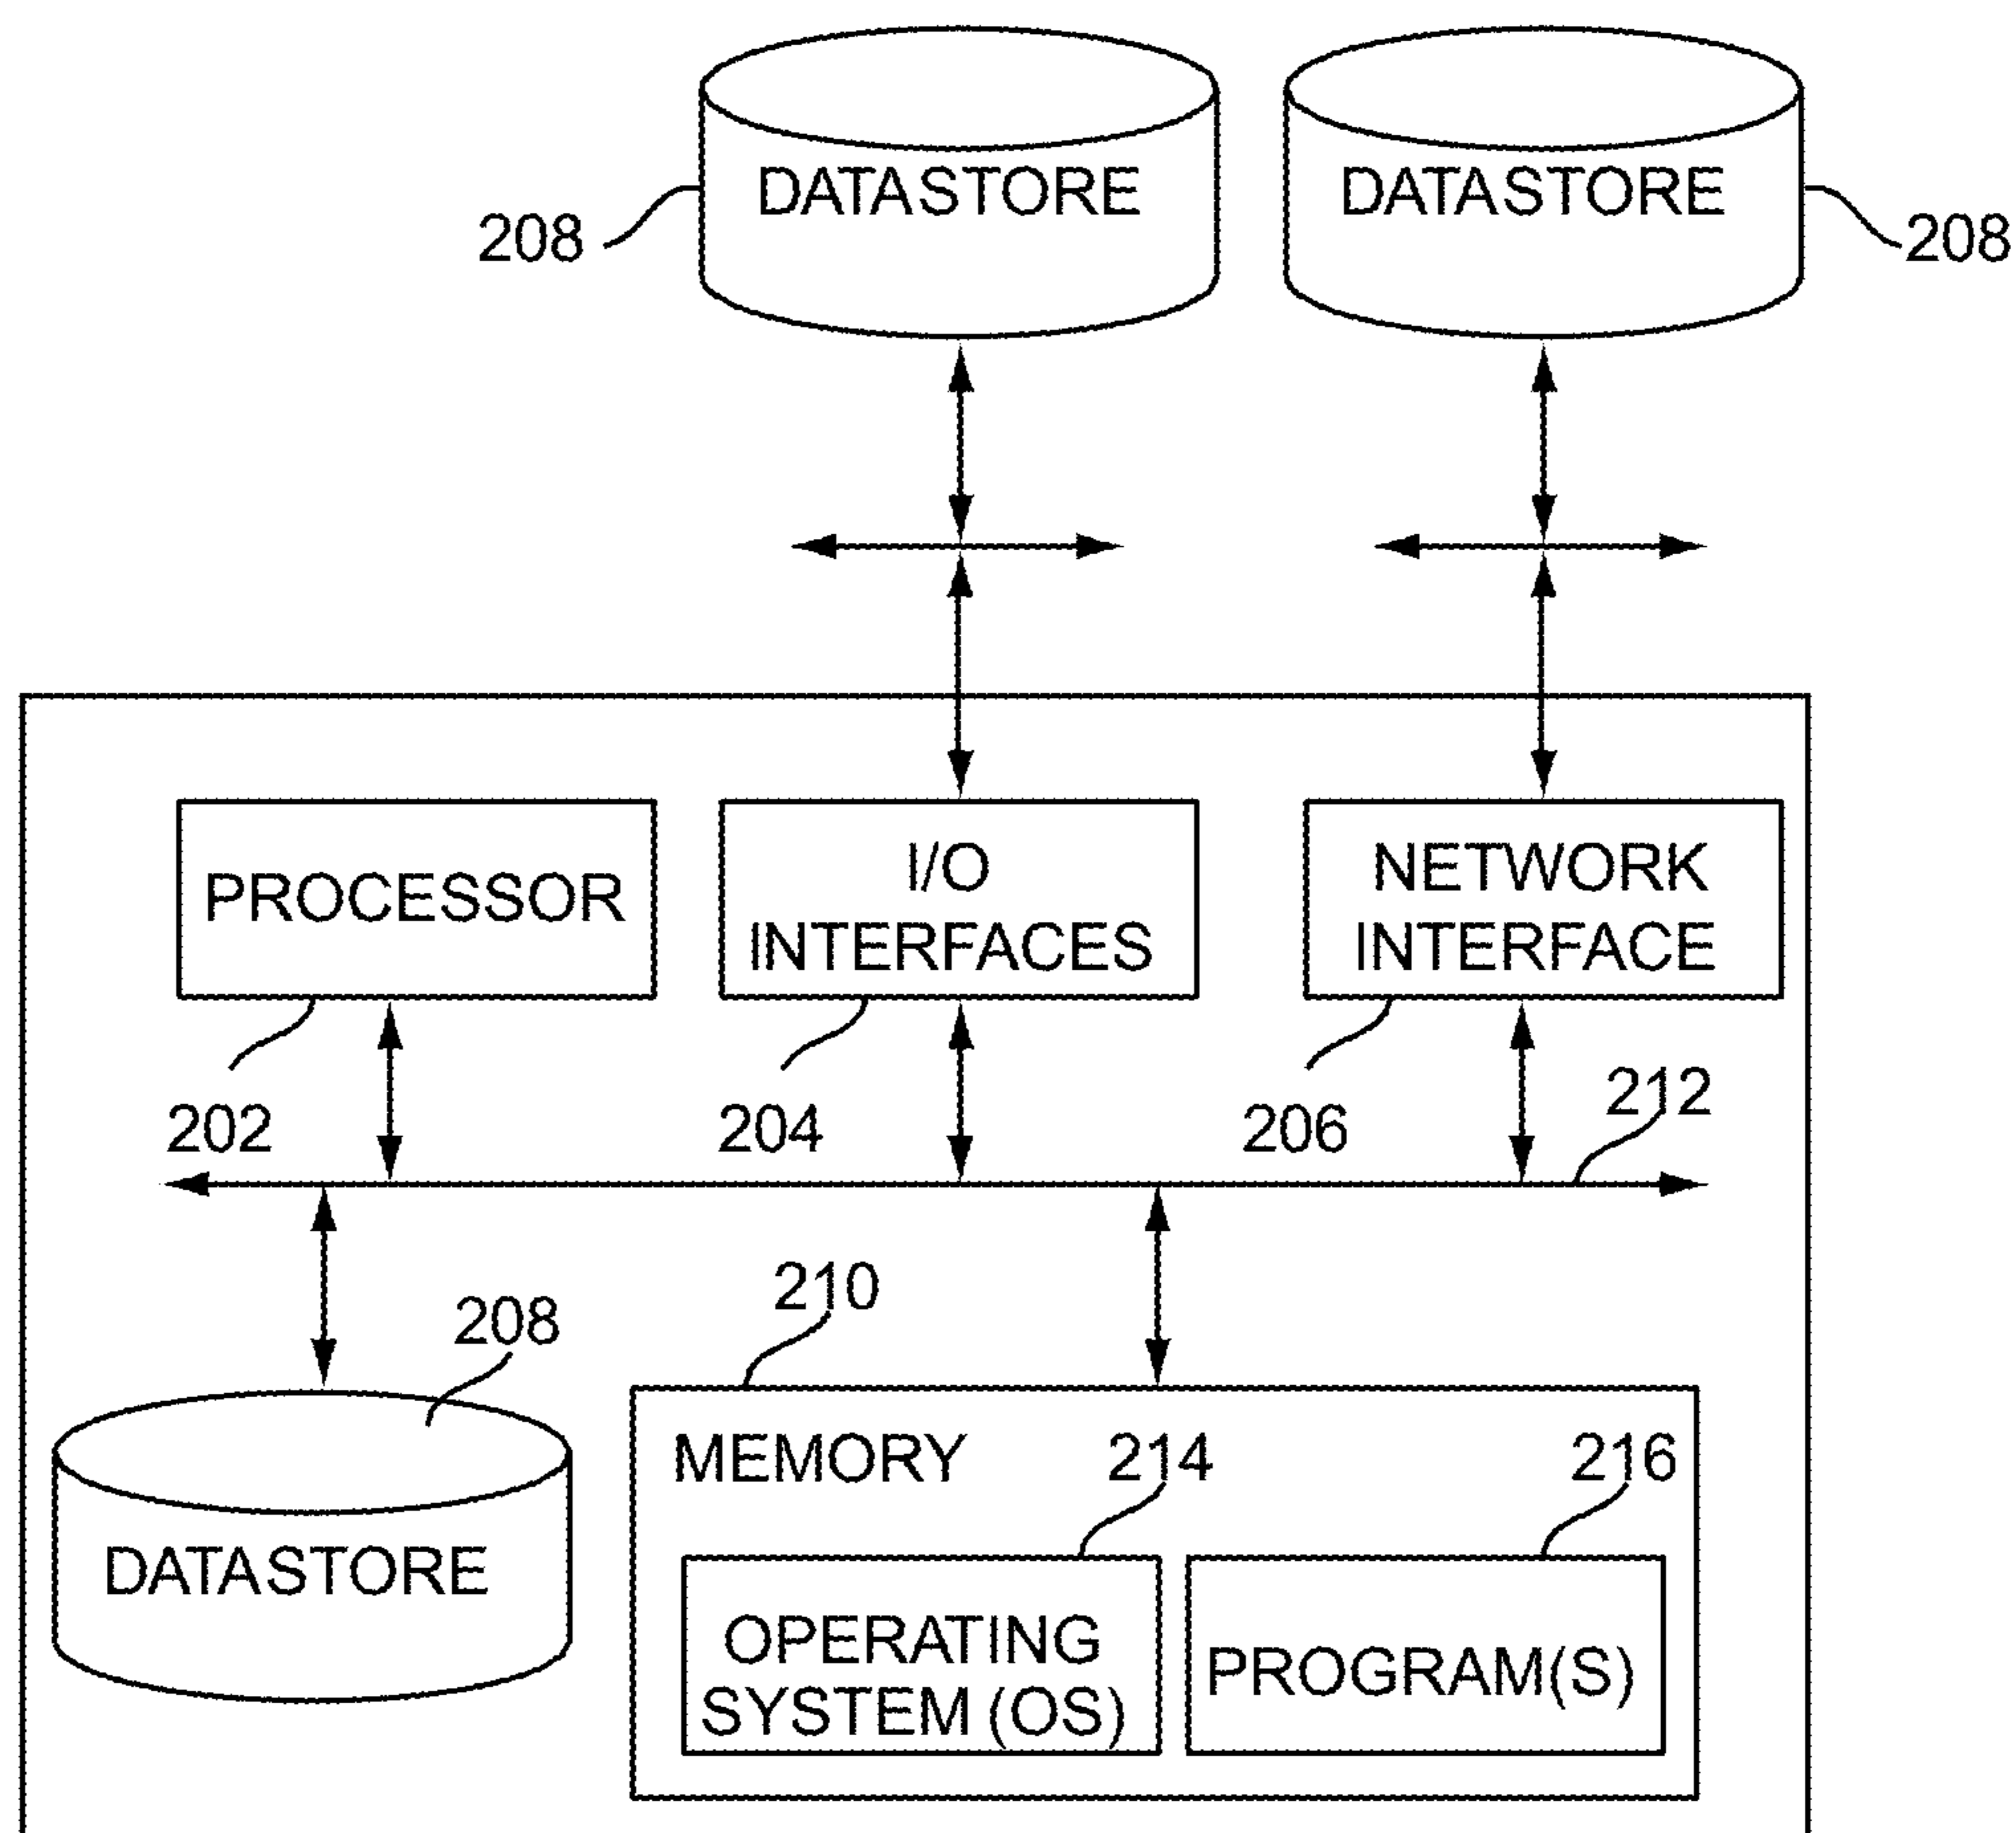 DATASTORE
DATASTORE
208
208
PROCESSOR
I/O
INTERFACES
NETWORK
INTERFACE
202
204
206
212
208
210
DATASTORE
MEMORY
214
216
OPERATING
SYSTEM (OS)
PROGRAM(S)